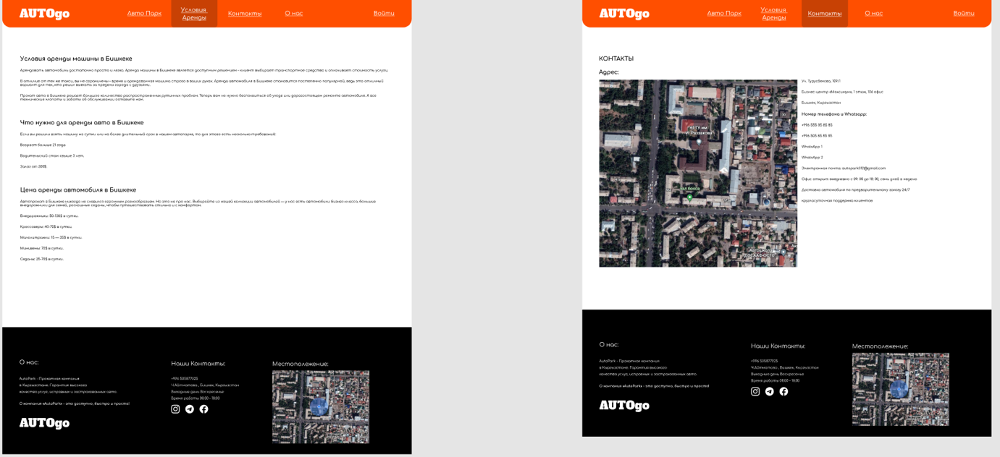 AUTOgo
Авто Парк
Условия
Аренды
Контакты
О нас
Войти
Условия аренды машины в Бишкеке
Арендовать автомобиль достаточно просто и легко. Аренда машины в Бишкеке является доступным решением - клиент выбирает транспортное средство и оплачивает стоимость услуги.
В отличие от тех же такси, вы не ограничены - время и арендованная машина строго в ваших руках. Аренда автомобиля в Бишкеке становится постепенно популярной, ведь это отличный
вариант для тех, кто решил выехать за пределы города с друзьями.
Прокат авто в Бишкеке решает большое количество распространенных рутинных проблем. Теперь вам не нужно беспокоиться об уходе или дорогостоящем ремонте автомобиля. А все
технические хлопоты и заботы об обслуживании оставьте нам.
Что нужно для аренды авто в Бишкеке
Если вы решили взять машину на сутки или на более длительный срок в нашем автопарке, то для этого есть несколько требований:
Возраст больше 21 года
Водительский стаж свыше 3 лет.
Залог от 300$.
Цена аренды автомобиля в Бишкеке
Автопрокат в Бишкеке никогда не славился огромным разнообразием. Но это не про нас. Выбирайте из нашей коллекции автомобилей — у нас есть автомобили бизнес-класса, большие
внедорожники для семей, роскошные седаны, чтобы путешествовать стильно и с комфортом.
Внедорожники: 50-130$ в сутки.
Кроссоверы: 40-70$ в сутки.
Малолитражки: 15 — 35$ в сутки.
Минивены: 70$ в сутки.
Седаны: 25-70$ в сутки.
О нас:
AutoPark - Прокатная компания
в Кыргызстане. Гарантия высокого
качества услуг, исправных и застрахованных авто.
О компания «AutoPark» - это доступно, быстро и просто!
AUTOgo
Наши Контакты:
+996 505877025
Ч.Айтматова , Бишкек, Кыргызстан
Выходные день Воскресенье
Время работы 08:00 - 18:00
Местополежение:
AUTOgo
Авто Парк
Условия
Аренды
Контакты
О нас
Войти
КОНТАКТЫ
Адрес:
КГТУ им
И. Раззакова
Зал бокса
Автошкола
"ДОСААФ-ОСТО"
Ул. Турусбекова, 109/1
Бизнес-центр «Максимум», 1 этаж, 106 офис
Бишкек, Кыргызстан
Номер телефона и Whatsapp:
+996 555 85 85 85
+996 505 85 85 85
WhatsApp 1
WhatsApp 2
Электронная почта: autopark312@gmail.com
Офис открыт ежедневно с 09: 00 до 18: 00, семь дней в неделю
Доставка автомобиля по предварительному заказу 24/7
круглосуточная поддержка клиентов
О нас:
AutoPark - Прокатная компания
в Кыргызстане. Гарантия высокого
качества услуг, исправных и застрахованных авто.
О компания «AutoPark» - это доступно, быстро и просто!
AUTOgo
Наши Контакты:
+996 505877025
Ч.Айтматова , Бишкек, Кыргызстан
Выходные день Воскресенье
Время работы 08:00 - 18:00
Местополежение: